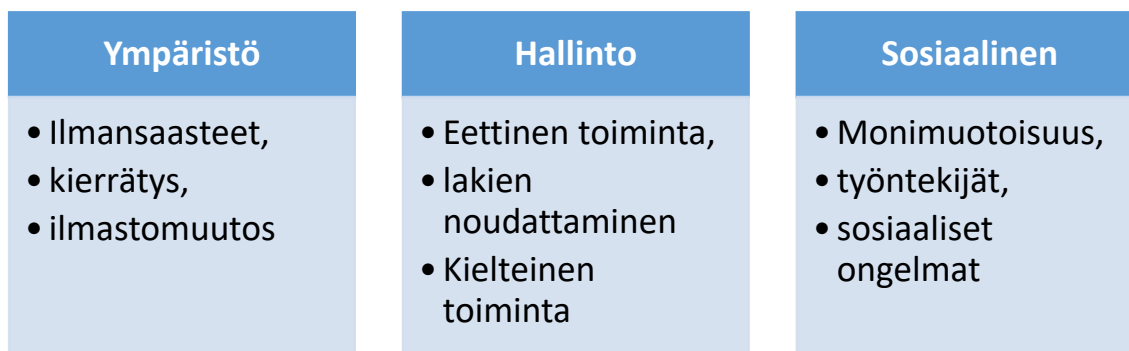 Ympäristö
• Ilmansaasteet,
• kierrätys,
• ilmastomuutos
Hallinto
• Eettinen toiminta,
• lakien
noudattaminen
• Kielteinen
toiminta
Sosiaalinen
• Monimuotoisuus,
• työntekijät,
• sosiaaliset
ongelmat